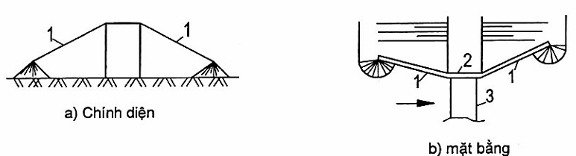 1 1
a) Chính diện
2
1 1
3
b) mặt bằng